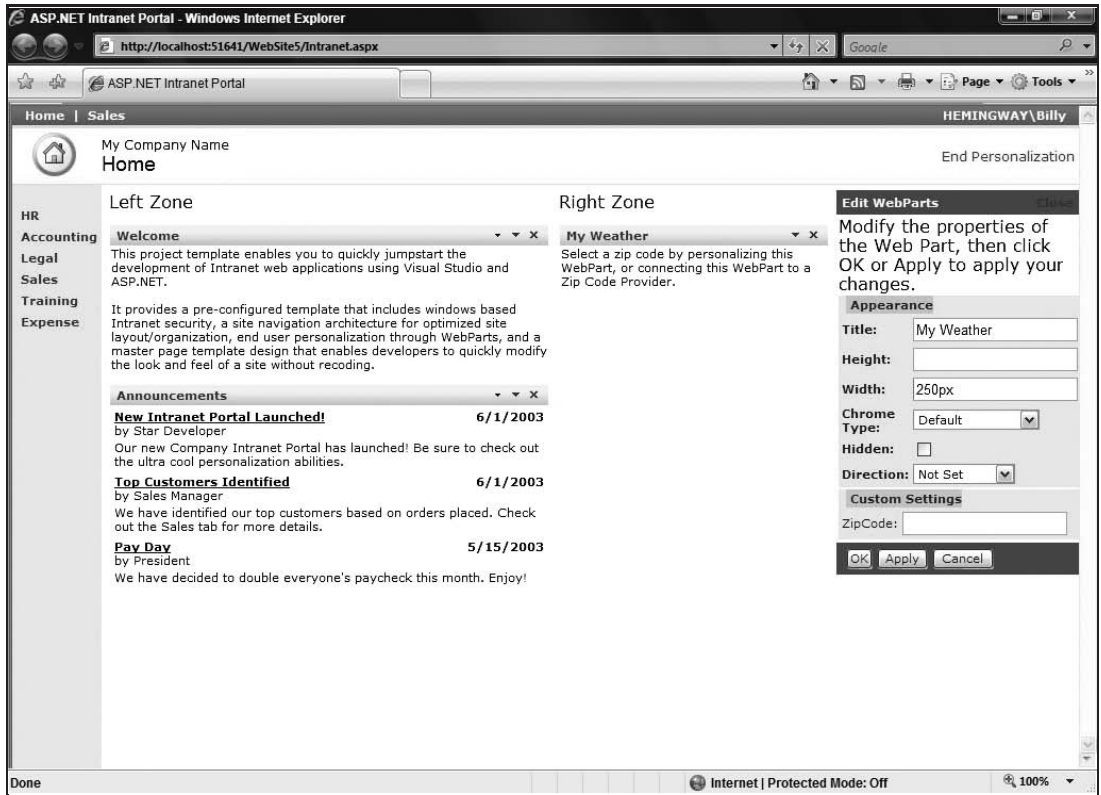 ASP.NET Intranet Portal - Windows Internet Explorer
http://localhost:51641/WebSite5/Intranet.aspx
Google
ASP.NET Intranet Portal
Page
Tools
Home | Sales
HEMINGWAY\Billy
My Company Name
Home
End Personalization
HR
Accounting
Legal
Sales
Training
Expense
Left Zone
Welcome
This project template enables you to quickly jumpstart the
development of Intranet web applications using Visual Studio and
ASP.NET.
It provides a pre-configured template that includes windows based
Intranet security, a site navigation architecture for optimized site
layout/organization, end user personalization through WebParts, and a
master page template design that enables developers to quickly modify
the look and feel of a site without recoding.
Announcements
New Intranet Portal Launched! 6/1/2003
by Star Developer
Our new Company Intranet Portal has launched! Be sure to check out
the ultra cool personalization abilities.
Top Customers Identified 6/1/2003
by Sales Manager
We have identified our top customers based on orders placed. Check
out the Sales tab for more details.
Pay Day 5/15/2003
by President
We have decided to double everyone's paycheck this month. Enjoy!
Right Zone
My Weather
Select a zip code by personalizing this
WebPart, or connecting this WebPart to a
Zip Code Provider.
Edit WebParts Close
Modify the properties of
the Web Part, then click
OK or Apply to apply your
changes.
Appearance
Title: My Weather
Height:
Width: 250px
Chrome
Type: Default
Hidden:
Direction: Not Set
Custom Settings
ZipCode:
OK Apply Cancel
Done
Internet | Protected Mode: Off
100%